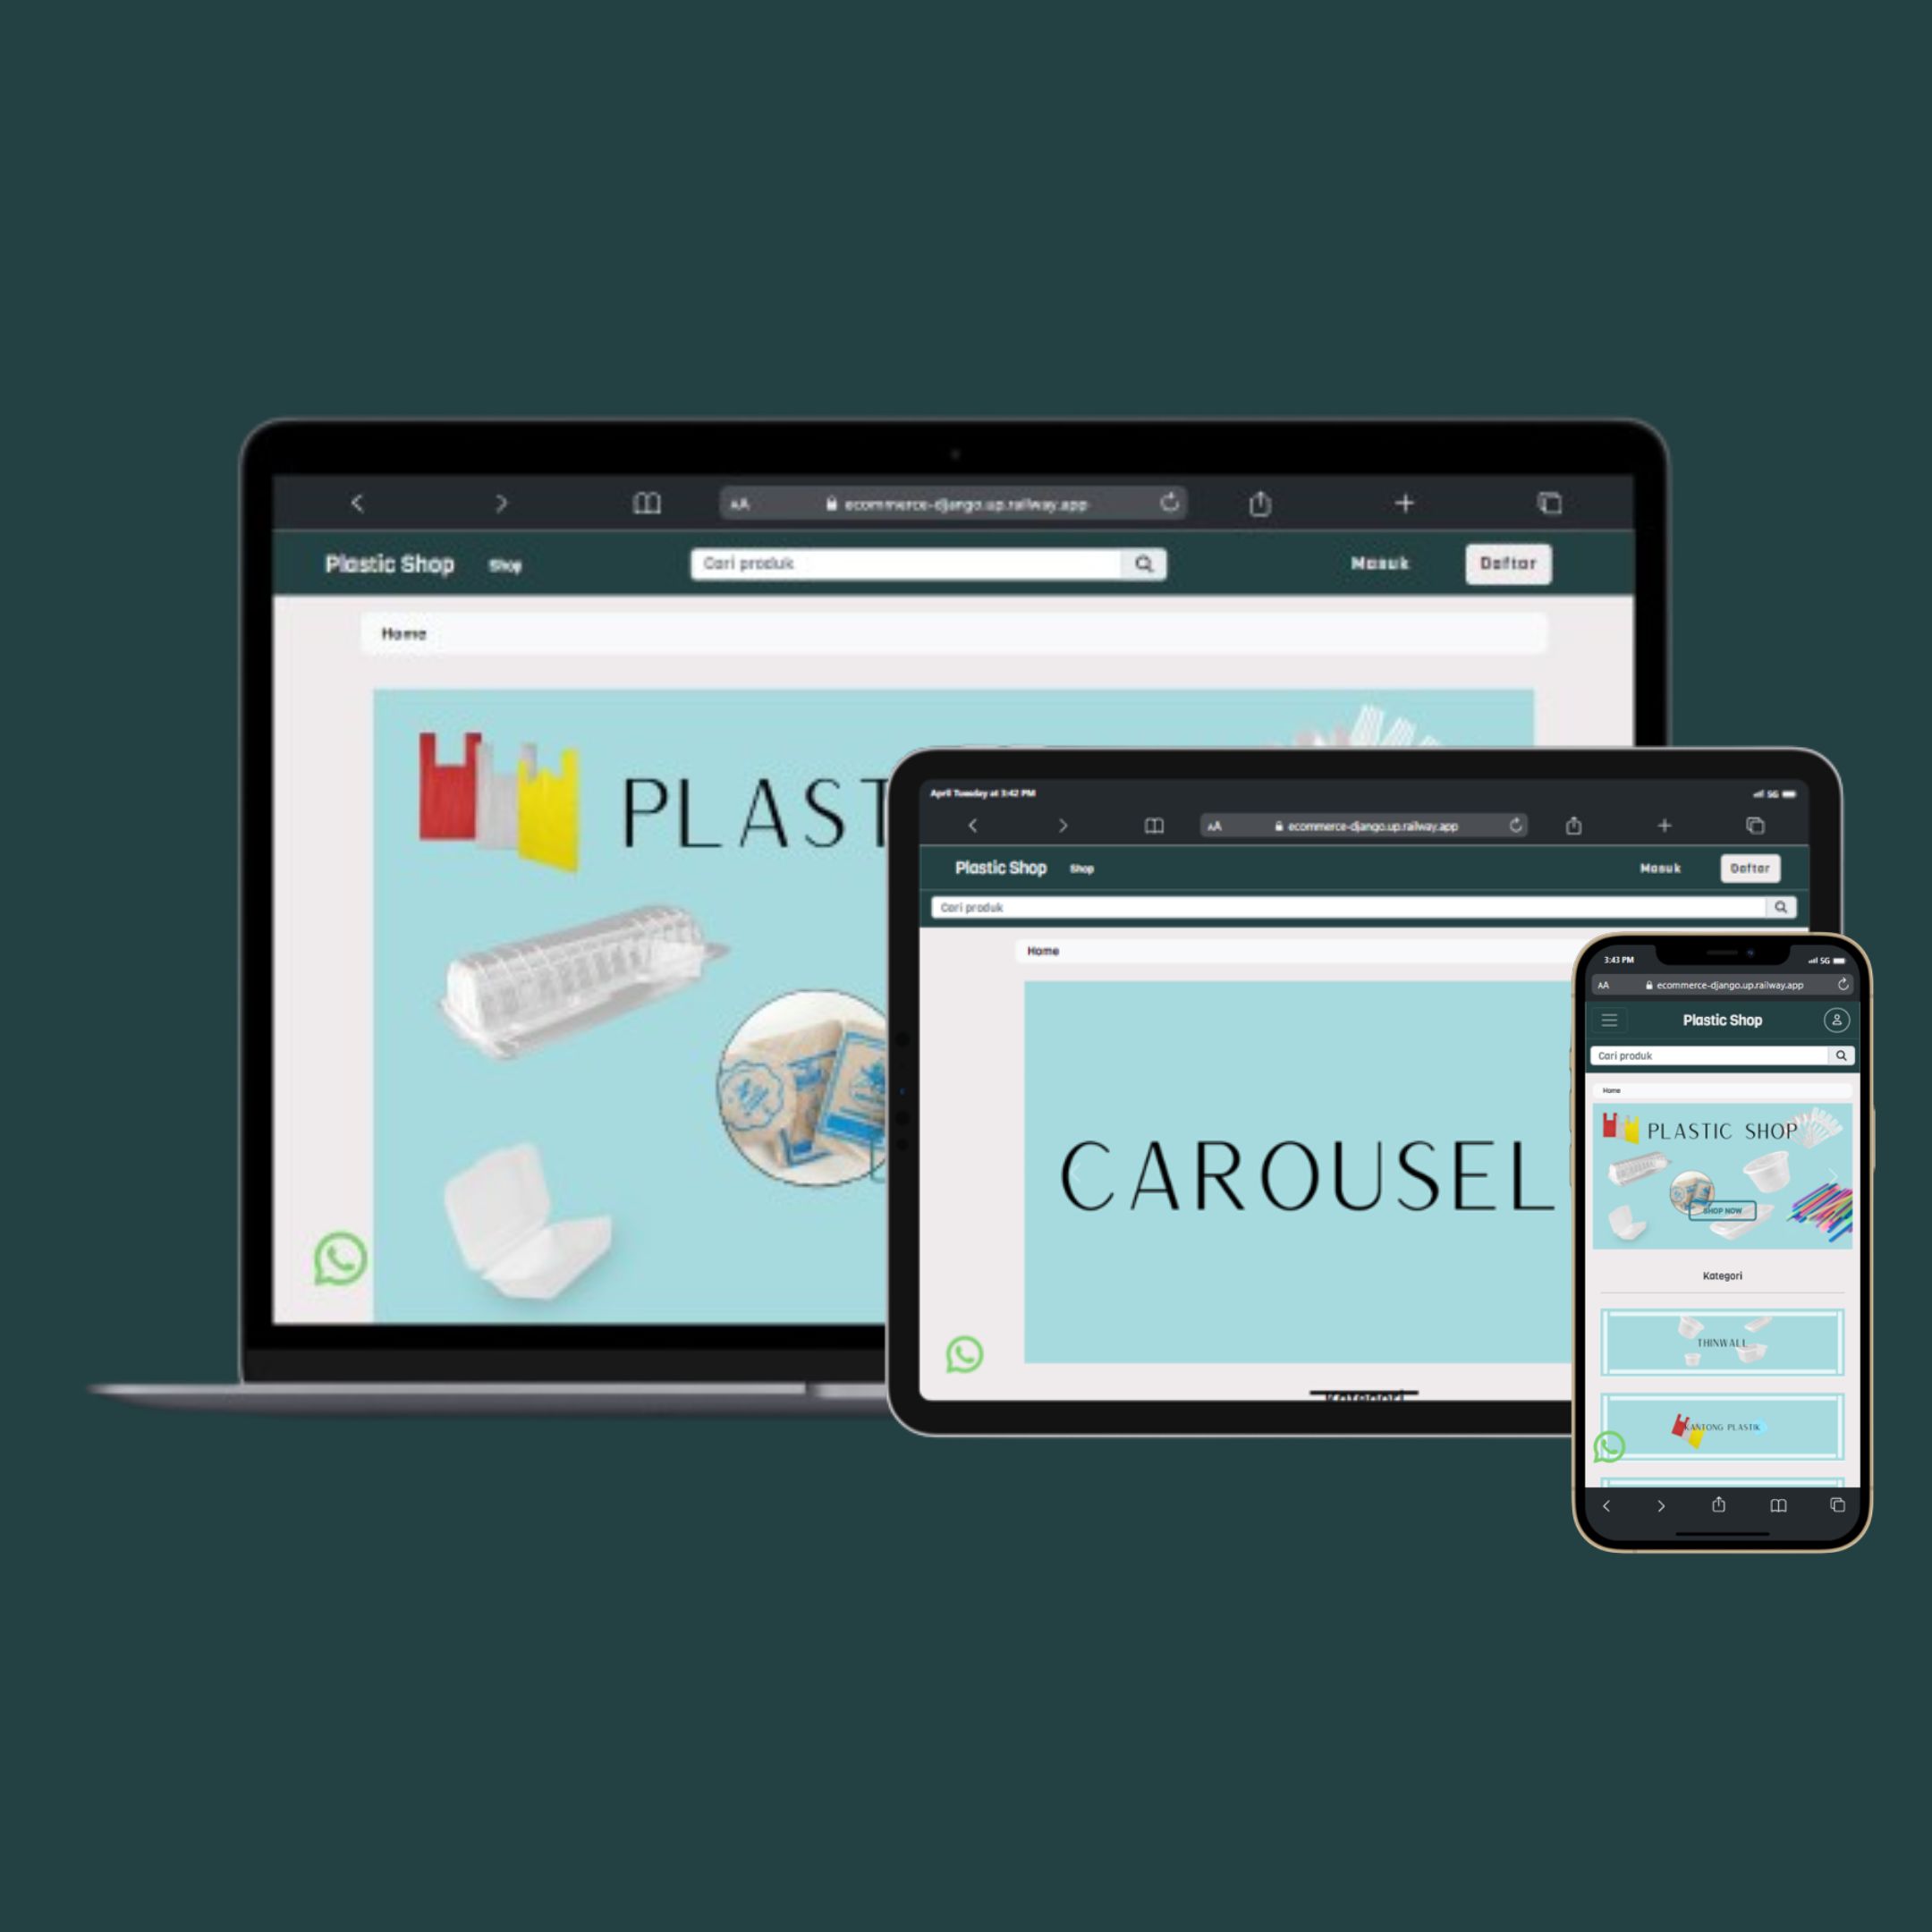 AA ecommerce-django.up.railway.app
Plastic Shop Shop Cari produk Masuk Daftar
Home
PLAST
April Tuesday at 3:42 PM 5G
AA ecommerce-django.up.railway.app
Plastic Shop Shop Masuk Daftar
Cari produk
Home
CAROUSEL
Kategori
3:43 PM 5G
AA ecommerce-django.up.railway.app
Plastic Shop
Cari produk
Home
PLASTIC SHOP
SHOP NOW
Kategori
THINWALL
KANTONG PLASTIK